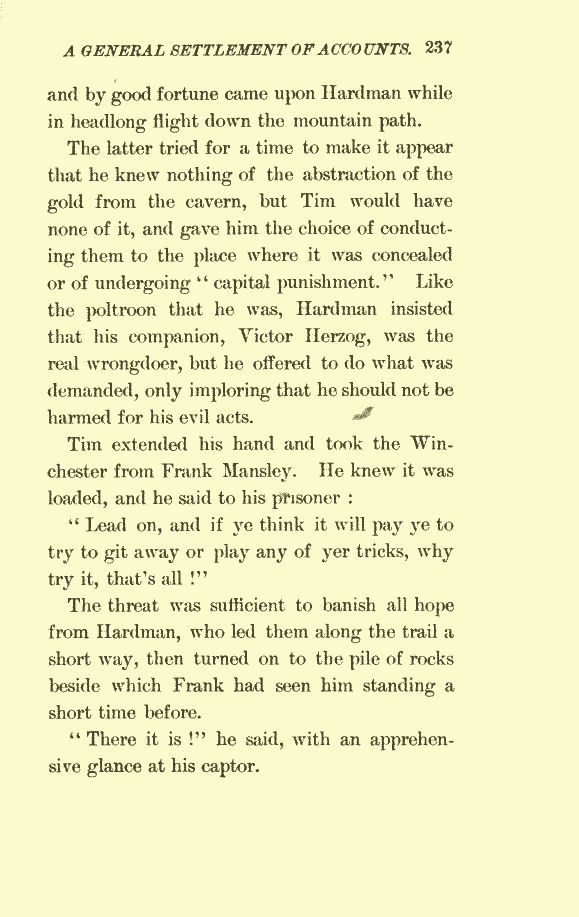 A GENERAL SETTLEMENT OF ACCOUNTS. 237
and by good fortune came upon Hardman while
in headlong flight down the mountain path.
The latter tried for a time to make it appear
that he knew nothing of the abstraction of the
gold from the cavern, but Tim would have
none of it, and gave him the choice of conduct-
ing them to the place where it was concealed
or of undergoing “ capital punishment.” Like
the poltroon that he was, Hardman insisted
that his companion, Victor Herzog, was the
real wrongdoer, but he offered to do what was
demanded, only imploring that he should not be
harmed for his evil acts.
Tim extended his hand and took the Win-
chester from Frank Mansley. He knew it was
loaded, and he said to his prisoner :
“ Lead on, and if ye think it will pay ye to
try to git away or play any of yer tricks, why
try it, that’s all !”
The threat was sufficient to banish all hope
from Hardman, who led them along the trail a
short way, then turned on to the pile of rocks
beside which Frank had seen him standing a
short time before.
“ There it is !” he said, with an apprehen-
sive glance at his captor.